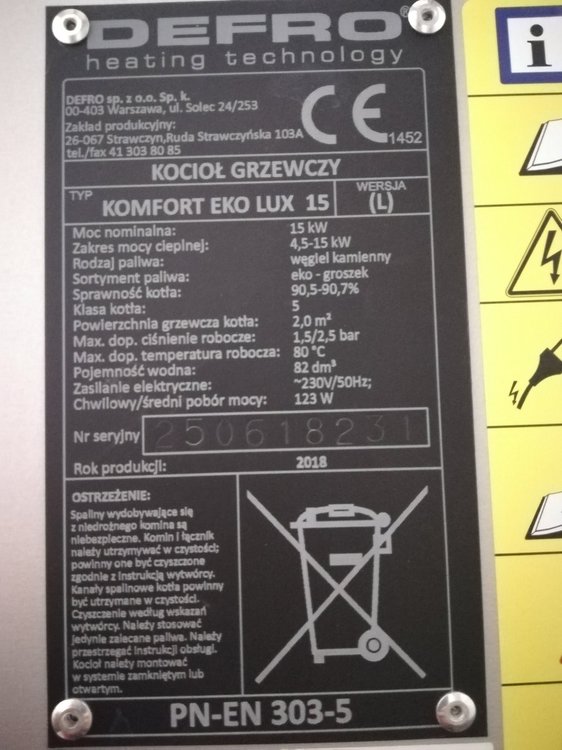 DEFRO®
heating technology
DEFRO sp. z o.o. Sp. k.
00-403 Warszawa, ul. Solec 24/253
Zakład produkcyjny:
26-067 Strawczyn,Ruda Strawczyńska 103A
tel./fax 41 303 80 85
CE 1452
KOCIOŁ GRZEWCZY
TYP KOMFORT EKO LUX 15 WERSJA (L)
Moc nominalna: 15 kW
Zakres mocy cieplnej: 4,5-15 kW
Rodzaj paliwa: węgiel kamienny
Sortyment paliwa: eko - groszek
Sprawność kotła: 90,5-90,7%
Klasa kotła: 5
Powierzchnia grzewcza kotła: 2,0 m²
Max. dop. ciśnienie robocze: 1,5/2,5 bar
Max. dop. temperatura robocza: 80 °C
Pojemność wodna: 82 dm³
Zasilanie elektryczne: ~230V/50Hz;
Chwilowy/średni pobór mocy: 123 W
Nr seryjny 250618231
Rok produkcji: 2018
OSTRZEŻENIE:
Spaliny wydobywające się
z niedrożnego komina są
niebezpieczne. Komin i łącznik
należy utrzymywać w czystości;
powinny one być czyszczone
zgodnie z instrukcją wytwórcy.
Kanały spalinowe kotła powinny
być utrzymane w czystości.
Czyszczenie według wskazań
wytwórcy. Należy stosować
jedynie zalecane paliwa. Należy
przestrzegać instrukcji obsługi.
Kocioł należy montować
w systemie zamkniętym lub
otwartym.
PN-EN 303-5
i